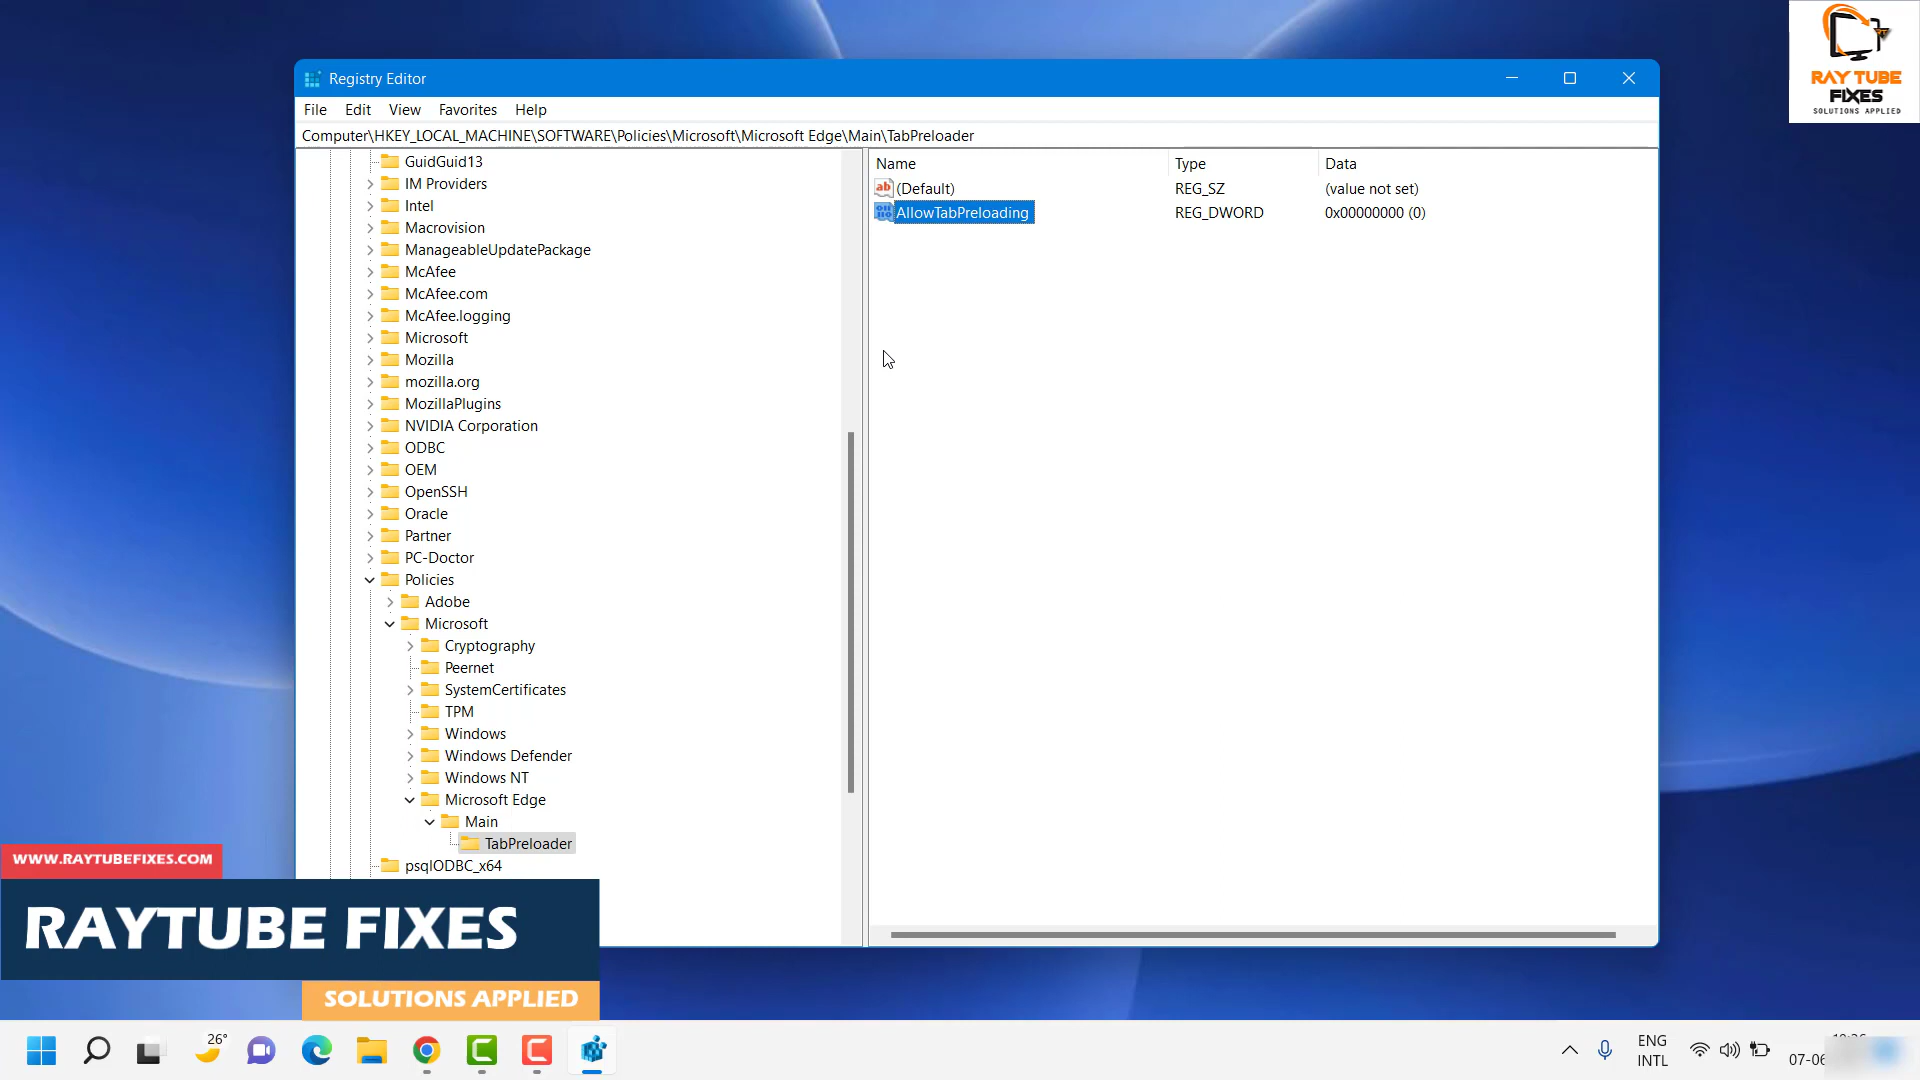 RAY TUBE
FIXES
SOLUTIONS APPLIED
Registry Editor
File Edit View Favorites Help
Computer\HKEY_LOCAL_MACHINE\SOFTWARE\Policies\Microsoft\Microsoft Edge\Main\TabPreloader
GuidGuid13
IM Providers
Intel
Macrovision
ManageableUpdatePackage
McAfee
McAfee.com
McAfee.logging
Microsoft
Mozilla
mozilla.org
MozillaPlugins
NVIDIA Corporation
ODBC
OEM
OpenSSH
Oracle
Partner
PC-Doctor
Policies
Adobe
Microsoft
Cryptography
Peernet
SystemCertificates
TPM
Windows
Windows Defender
Windows NT
Microsoft Edge
Main
TabPreloader
psqlODBC_x64
Name Type Data
(Default) REG_SZ (value not set)
AllowTabPreloading REG_DWORD 0x00000000 (0)
WWW.RAYTUBEFIXES.COM
RAYTUBE FIXES
SOLUTIONS APPLIED
26°
ENG
INTL
07-06